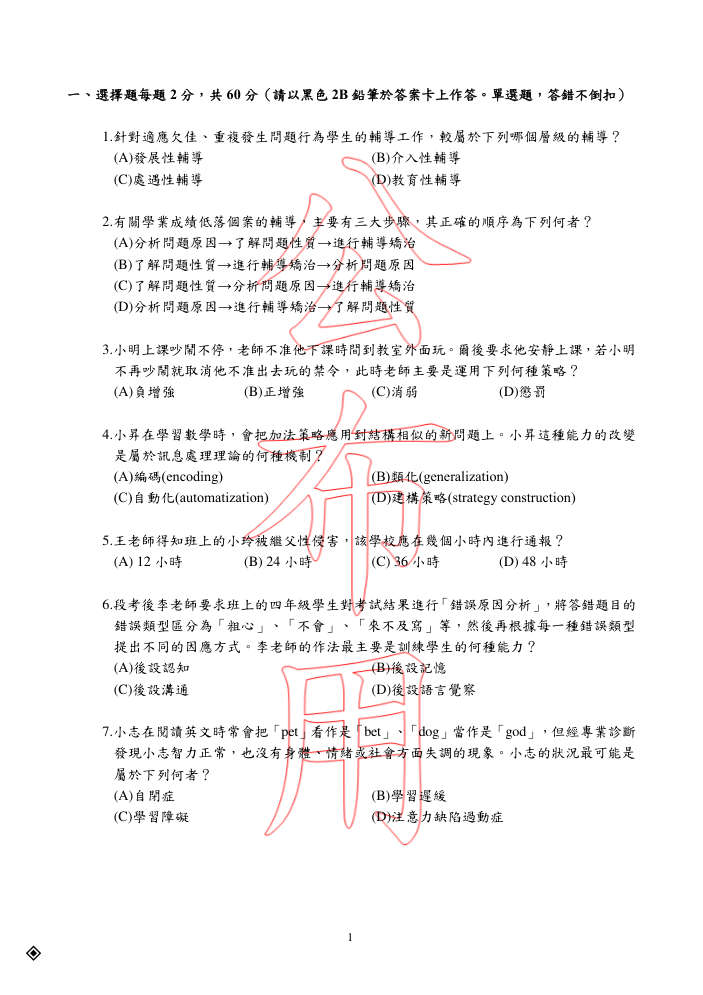 一、選擇題每題 2 分，共 60 分（請以黑色 2B 鉛筆於答案卡上作答。單選題，答錯不倒扣）
1.針對適應欠佳、重複發生問題行為學生的輔導工作，較屬於下列哪個層級的輔導？
(A)發展性輔導 (B)介入性輔導
(C)處遇性輔導 (D)教育性輔導
2.有關學業成績低落個案的輔導，主要有三大步驟，其正確的順序為下列何者？
(A)分析問題原因→了解問題性質→進行輔導矯治
(B)了解問題性質→進行輔導矯治→分析問題原因
(C)了解問題性質→分析問題原因→進行輔導矯治
(D)分析問題原因→進行輔導矯治→了解問題性質
3.小明上課吵鬧不停，老師不准他下課時間到教室外面玩。爾後要求他安靜上課，若小明
不再吵鬧就取消他不准出去玩的禁令，此時老師主要是運用下列何種策略？
(A)負增強 (B)正增強 (C)消弱 (D)懲罰
4.小昇在學習數學時，會把加法策略應用到結構相似的新問題上。小昇這種能力的改變
是屬於訊息處理理論的何種機制？
(A)編碼(encoding) (B)類化(generalization)
(C)自動化(automatization) (D)建構策略(strategy construction)
5.王老師得知班上的小玲被繼父性侵害，該學校應在幾個小時內進行通報？
(A) 12 小時 (B) 24 小時 (C) 36 小時 (D) 48 小時
6.段考後李老師要求班上的四年級學生對考試結果進行「錯誤原因分析」，將答錯題目的
錯誤類型區分為「粗心」、「不會」、「來不及寫」等，然後再根據每一種錯誤類型
提出不同的因應方式。李老師的作法最主要是訓練學生的何種能力？
(A)後設認知 (B)後設記憶
(C)後設溝通 (D)後設語言覺察
7.小志在閱讀英文時常會把「pet」看作是「bet」、「dog」當作是「god」，但經專業診斷
發現小志智力正常，也沒有身體、情緒或社會方面失調的現象。小志的狀況最可能是
屬於下列何者？
(A)自閉症 (B)學習遲緩
(C)學習障礙 (D)注意力缺陷過動症
公布用
1